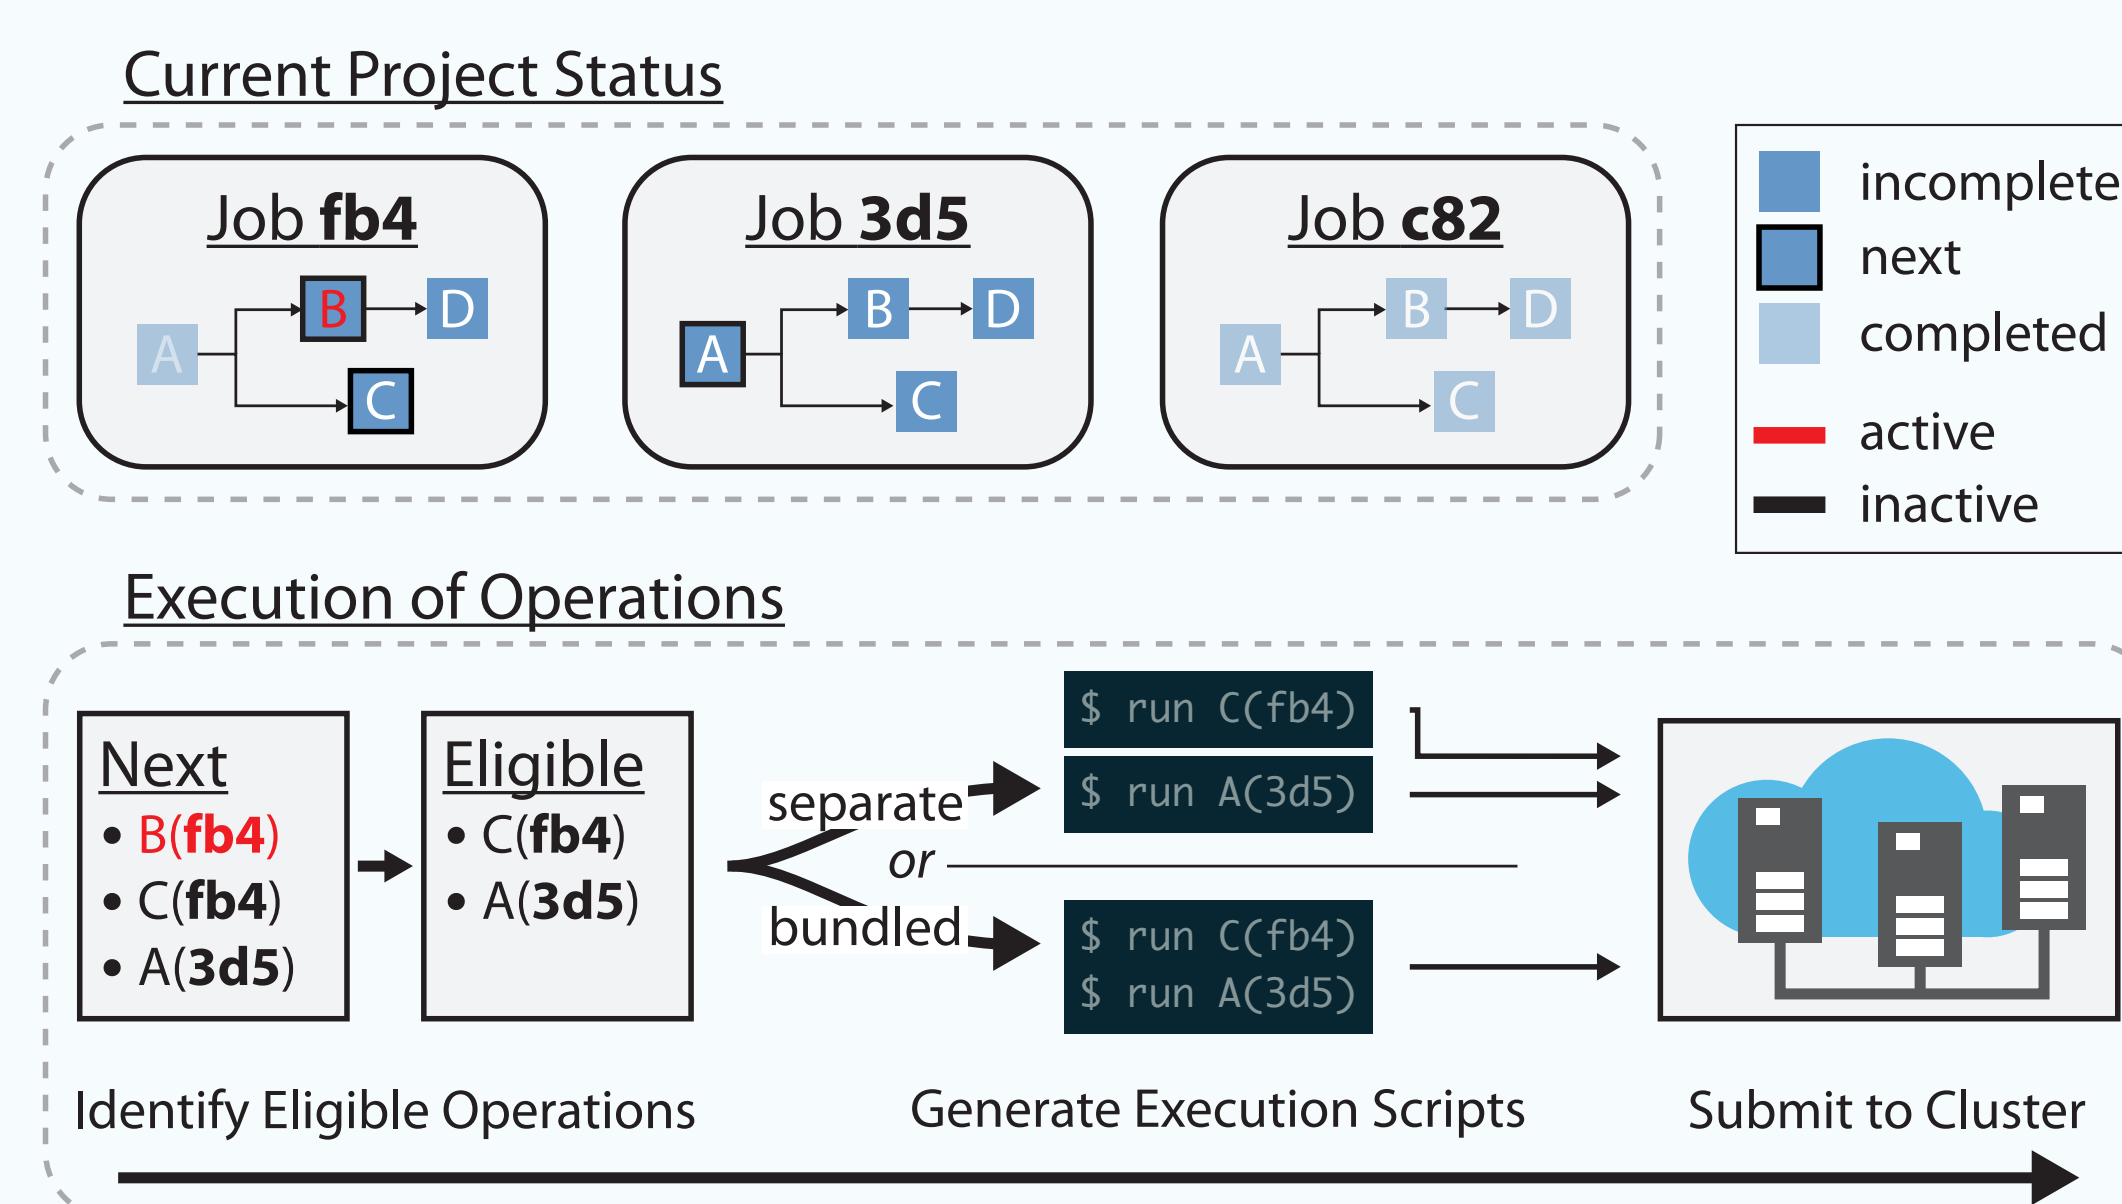 Current Project Status
Job fb4
A
B
D
C
Job 3d5
A
B
D
C
Job c82
A
B
D
C
incomplete
next
completed
active
inactive
Execution of Operations
Next
• B(fb4)
• C(fb4)
• A(3d5)
Eligible
• C(fb4)
• A(3d5)
separate
or
bundled
$ run C(fb4)
$ run A(3d5)
$ run C(fb4)
$ run A(3d5)
Identify Eligible Operations
Generate Execution Scripts
Submit to Cluster